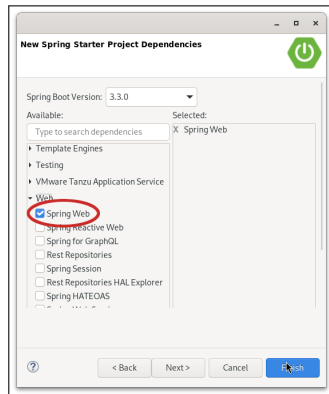 New Spring Starter Project Dependencies
Spring Boot Version: 3.3.0
Available:
Selected:
Type to search dependencies
X Spring Web
Template Engines
Testing
VMware Tanzu Application Service
Web
Spring Web
Spring Reactive Web
Spring for GraphQL
Rest Repositories
Spring Session
Rest Repositories HAL Explorer
Spring HATEOAS
?
< Back
Next >
Cancel
Finish